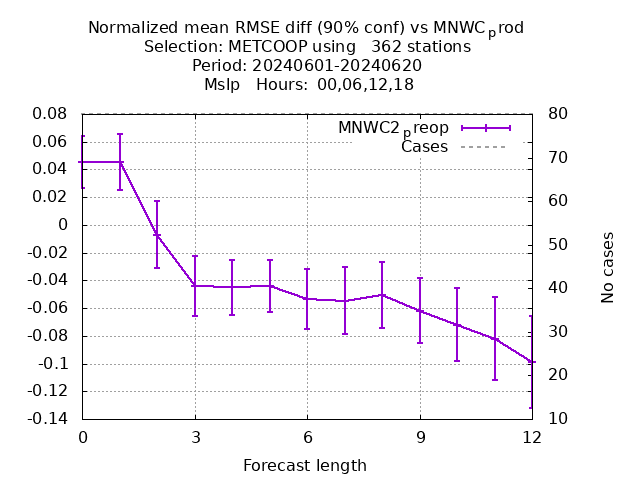 Normalized mean RMSE diff (90% conf) vs MNWCprod
Selection: METCOOP using 362 stations
Period: 20240601-20240620
Mslp Hours: 00,06,12,18
MNWC2preop
Cases
0.08
0.06
0.04
0.02
0
-0.02
-0.04
-0.06
-0.08
-0.1
-0.12
-0.14
80
70
60
50
40
30
20
10
No cases
0 3 6 9 12
Forecast length